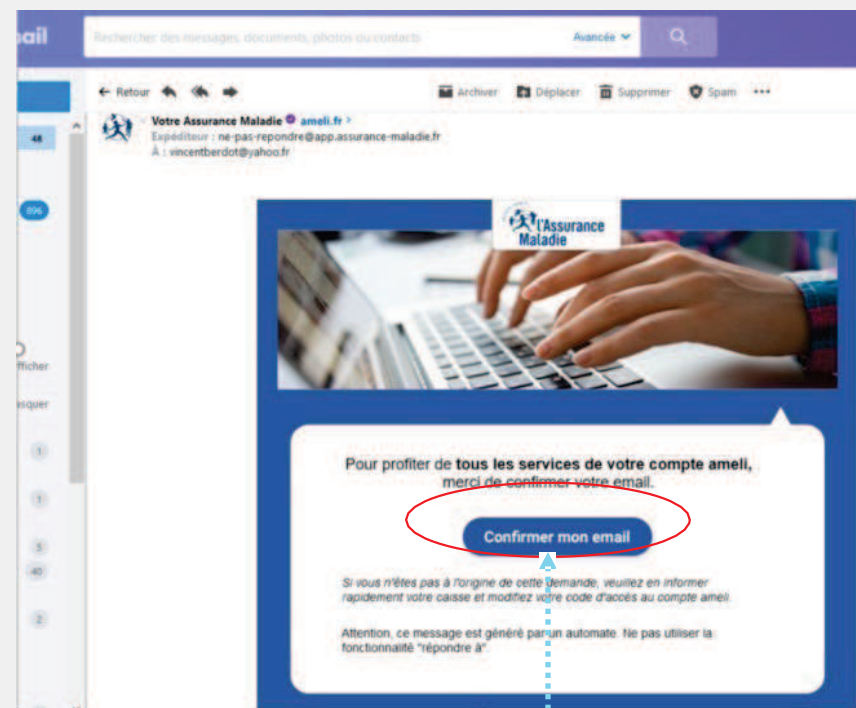 ail
Rechercher des messages, documents, photos ou contacts
Avancée
Retour
Archiver
Déplacer
Supprimer
Spam
48
Votre Assurance Maladie ameli.fr >
Expéditeur : ne-pas-repondre@app.assurance-maladie.fr
À : vincentberdot@yahoo.fr
896
l'Assurance
Maladie
fficher
asquer
1
1
3
40
2
Pour profiter de tous les services de votre compte ameli,
merci de confirmer votre email.
Confirmer mon email
Si vous n'êtes pas à l'origine de cette demande, veuillez en informer
rapidement votre caisse et modifiez votre code d'accès au compte ameli.
Attention, ce message est généré par un automate. Ne pas utiliser la
fonctionnalité "répondre à".